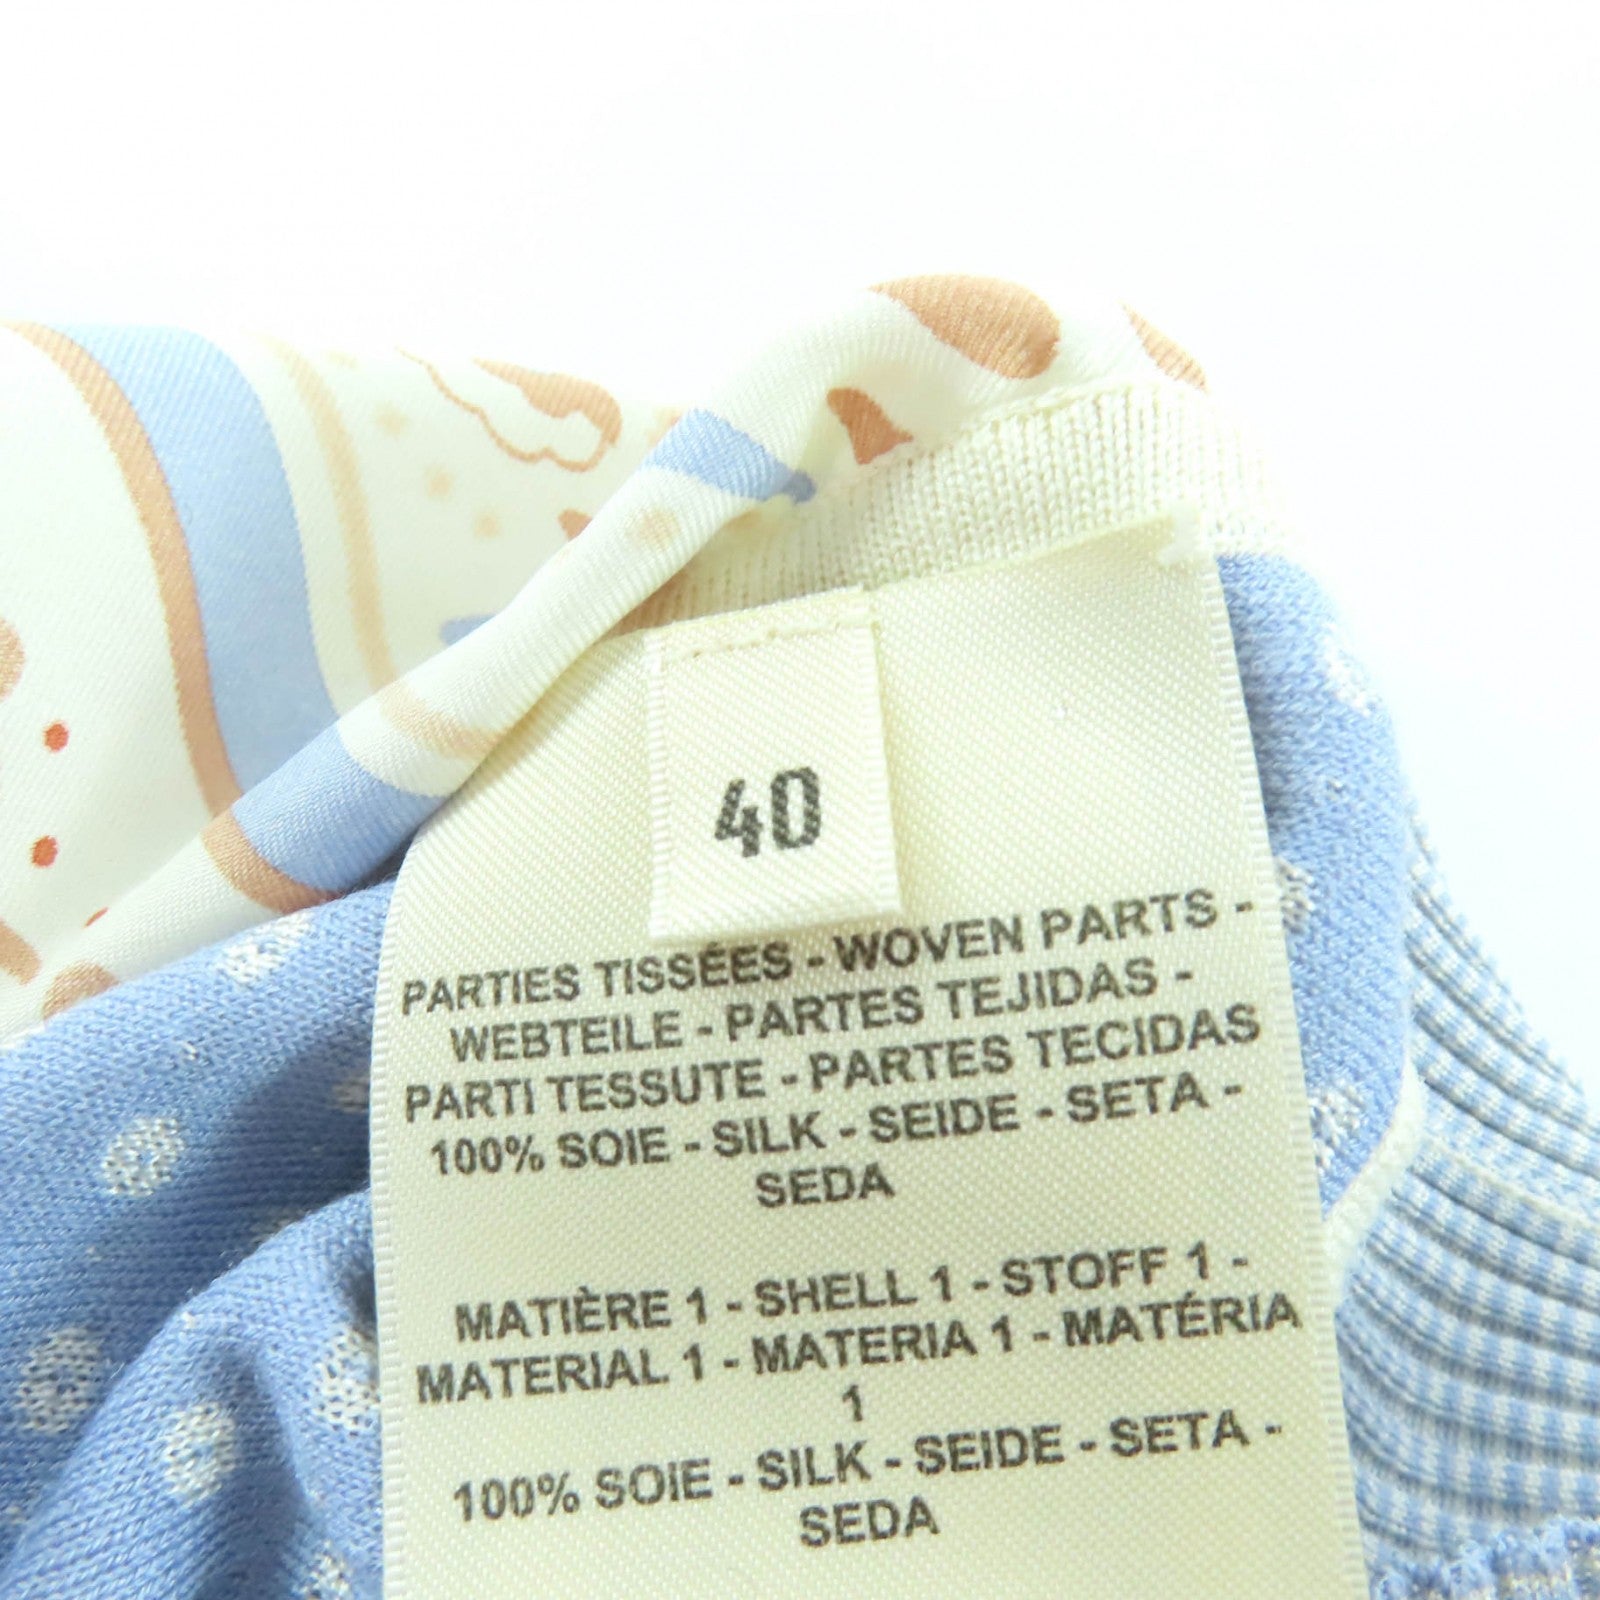 40
PARTIES TISSÉES - WOVEN PARTS -
WEBTEILE - PARTES TEJIDAS -
PARTI TESSUTE - PARTES TECIDAS
100% SOIE - SILK - SEIDE - SETA -
SEDA
MATIÈRE 1 - SHELL 1 - STOFF 1 -
MATERIAL 1 - MATERIA 1 - MATÉRIA
1
100% SOIE - SILK - SEIDE - SETA -
SEDA